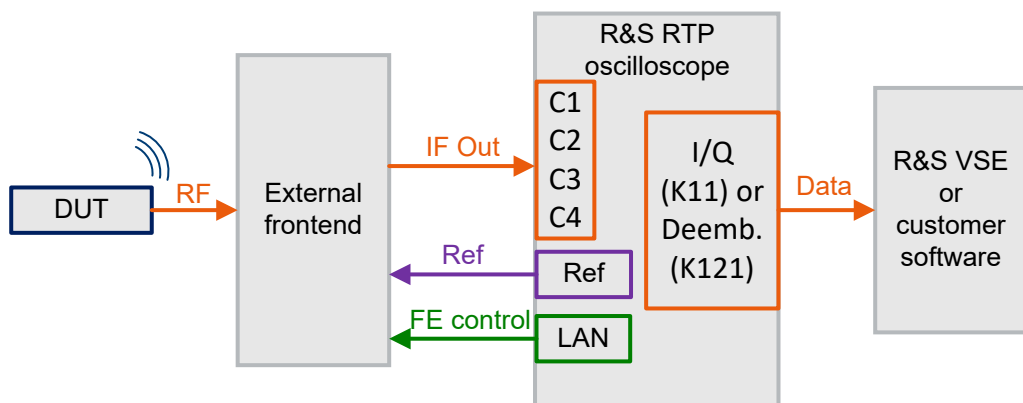 DUT
RF
External
frontend
IF Out
Ref
FE control
R&S RTP
oscilloscope
C1
C2
C3
C4
Ref
LAN
I/Q
(K11) or
Deemb.
(K121)
Data
R&S VSE
or
customer
software